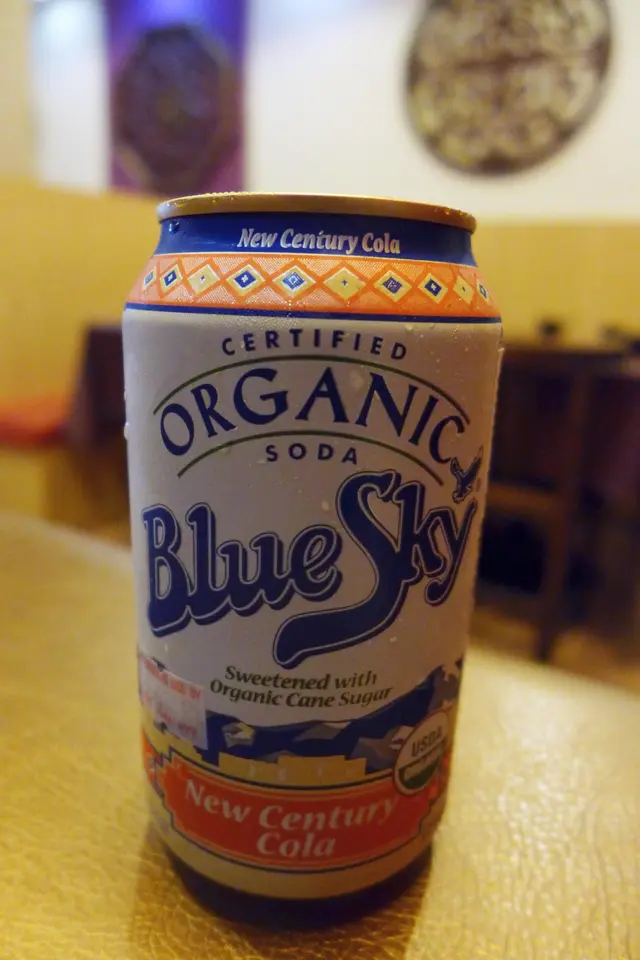 New Century Cola
CERTIFIED
ORGANIC
SODA
Blue Sky
Sweetened with
Organic Cane Sugar
USDA
New Century
Cola